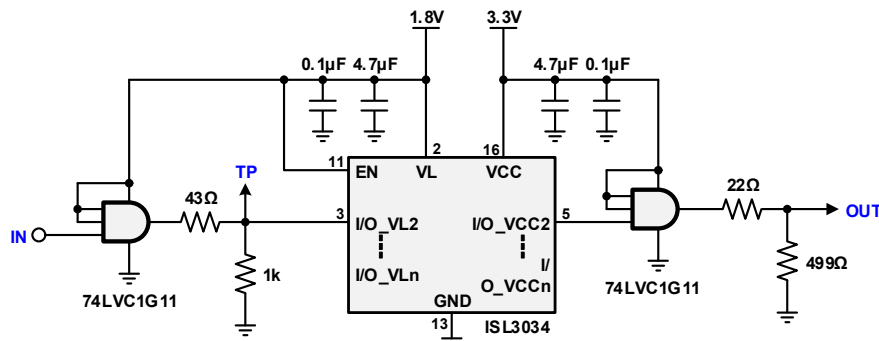 1.8V
3.3V
0.1µF
4.7µF
4.7µF
0.1µF
2
16
11
EN
VL
VCC
TP
43Ω
22Ω
3
I/O_VL2
I/O_VCC2
5
IN
OUT
1k
I/O_VLn
I/
O_VCCn
499Ω
74LVC1G11
74LVC1G11
GND
13
ISL3034